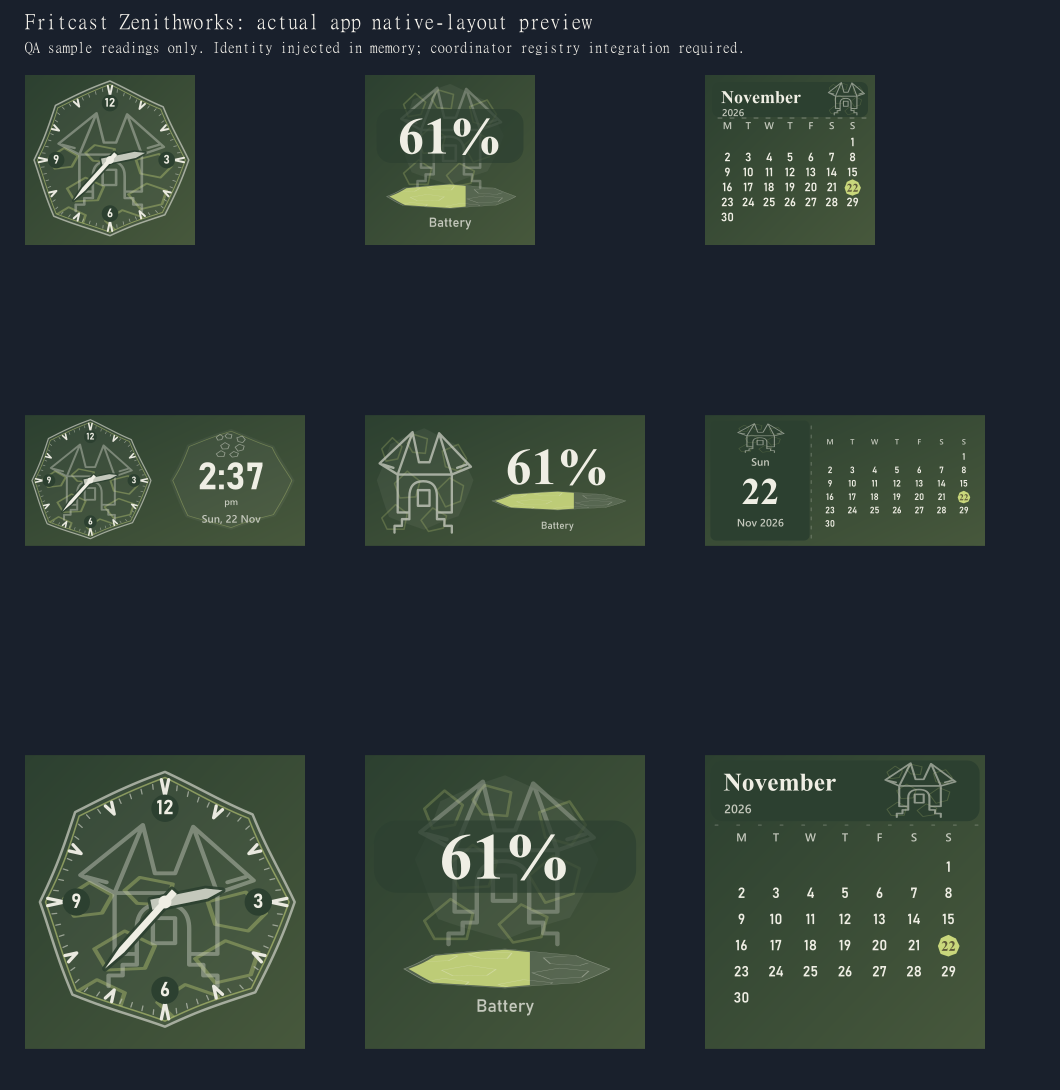 Fritcast Zenithworks: actual app native-layout preview
QA sample readings only. Identity injected in memory; coordinator registry integration required.
12
9 3
6
61%
Battery
November
2026
M T W T F S S
1
2 3 4 5 6 7 8
9 10 11 12 13 14 15
16 17 18 19 20 21 22
23 24 25 26 27 28 29
30
12
9 3
6
2:37
pm
Sun, 22 Nov
61%
Battery
Sun
22
Nov 2026
M T W T F S S
1
2 3 4 5 6 7 8
9 10 11 12 13 14 15
16 17 18 19 20 21 22
23 24 25 26 27 28 29
30
12
9 3
6
61%
Battery
November
2026
M T W T F S S
1
2 3 4 5 6 7 8
9 10 11 12 13 14 15
16 17 18 19 20 21 22
23 24 25 26 27 28 29
30